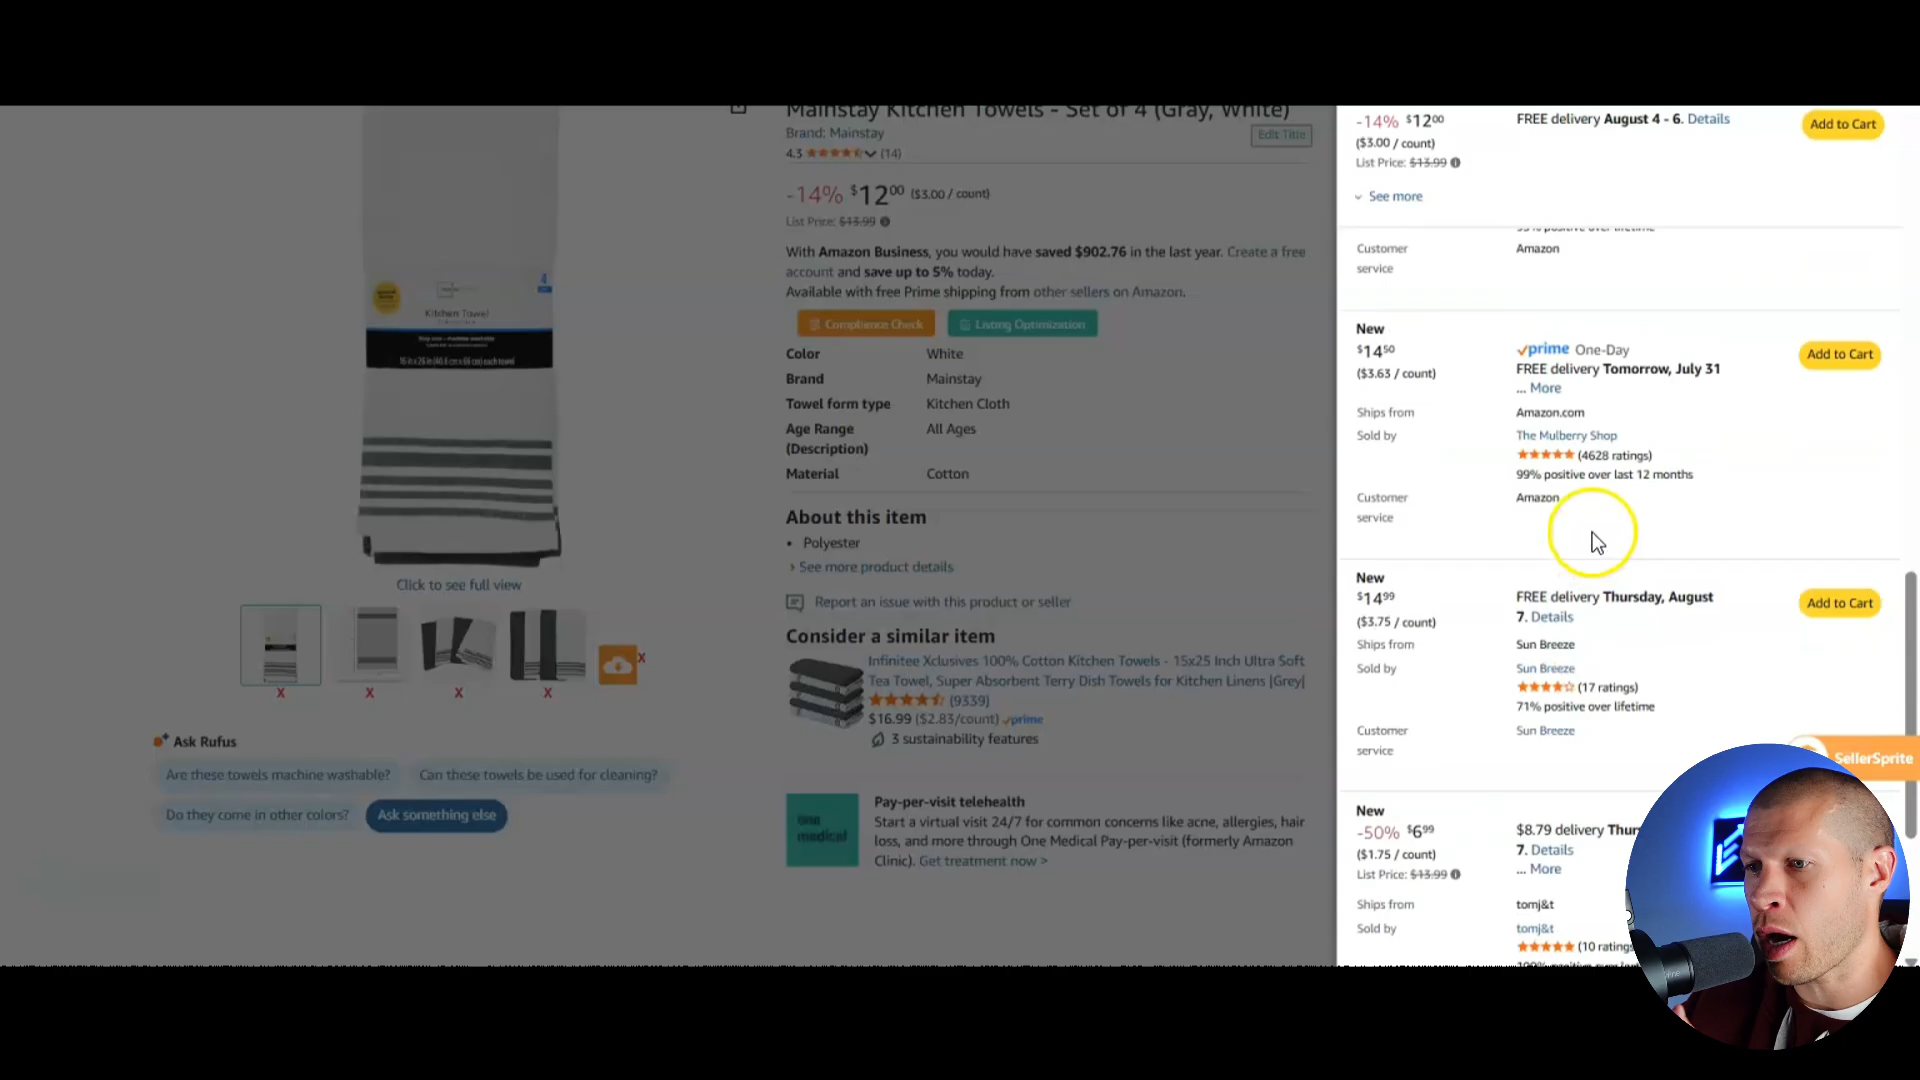 Mainstay Kitchen Towels - Set of 4 (Gray, White)
Brand: Mainstay
Edit Title
4.3 (14)
-14% $12 00 ($3.00 / count)
List Price: $13.99
With Amazon Business, you would have saved $902.76 in the last year. Create a free
account and save up to 5% today.
Available with free Prime shipping from other sellers on Amazon.
Compliance Check
Listing Optimization
Color White
Brand Mainstay
Towel form type Kitchen Cloth
Age Range All Ages
(Description)
Material Cotton
About this item
• Polyester
› See more product details
Report an issue with this product or seller
Consider a similar item
Infinitee Xclusives 100% Cotton Kitchen Towels - 15x25 Inch Ultra Soft
Tea Towel, Super Absorbent Terry Dish Towels for Kitchen Linens |Grey|
(9339)
$16.99 ($2.83/count) prime
3 sustainability features
one
medical
Pay-per-visit telehealth
Start a virtual visit 24/7 for common concerns like acne, allergies, hair
loss, and more through One Medical Pay-per-visit (formerly Amazon
Clinic). Get treatment now >
4
Kitchen Towel
Click to see full view
X
X X X X
Ask Rufus
Are these towels machine washable?
Can these towels be used for cleaning?
Do they come in other colors?
Ask something else
-14% $12 00
FREE delivery August 4 - 6. Details
Add to Cart
($3.00 / count)
List Price: $13.99
See more
Customer Amazon
service
New
$14 50
prime One-Day
Add to Cart
($3.63 / count)
FREE delivery Tomorrow, July 31
... More
Ships from Amazon.com
Sold by The Mulberry Shop
(4628 ratings)
99% positive over last 12 months
Customer Amazon
service
New
$14 99
FREE delivery Thursday, August
Add to Cart
($3.75 / count)
7. Details
Ships from Sun Breeze
Sold by Sun Breeze
(17 ratings)
71% positive over lifetime
Customer Sun Breeze
service
SellerSprite
New
-50% $6 99
$8.79 delivery
($1.75 / count)
7. Details
List Price: $13.99
... More
Ships from tomj&t
Sold by tomj&t
(10